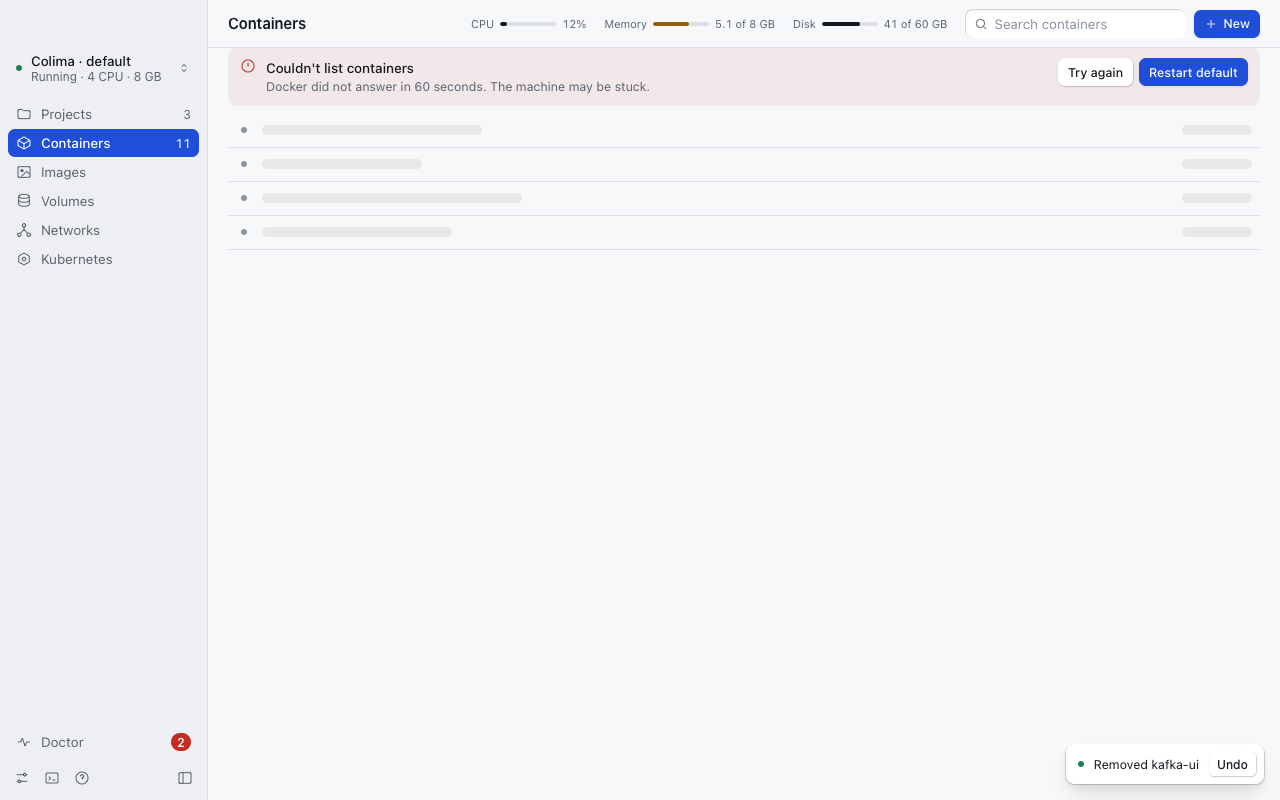 Containers
CPU 12% Memory 5.1 of 8 GB Disk 41 of 60 GB
Search containers
New
Colima · default
Running · 4 CPU · 8 GB
Projects 3
Containers 11
Images
Volumes
Networks
Kubernetes
Couldn't list containers
Docker did not answer in 60 seconds. The machine may be stuck.
Try again
Restart default
Doctor 2
Removed kafka-ui
Undo